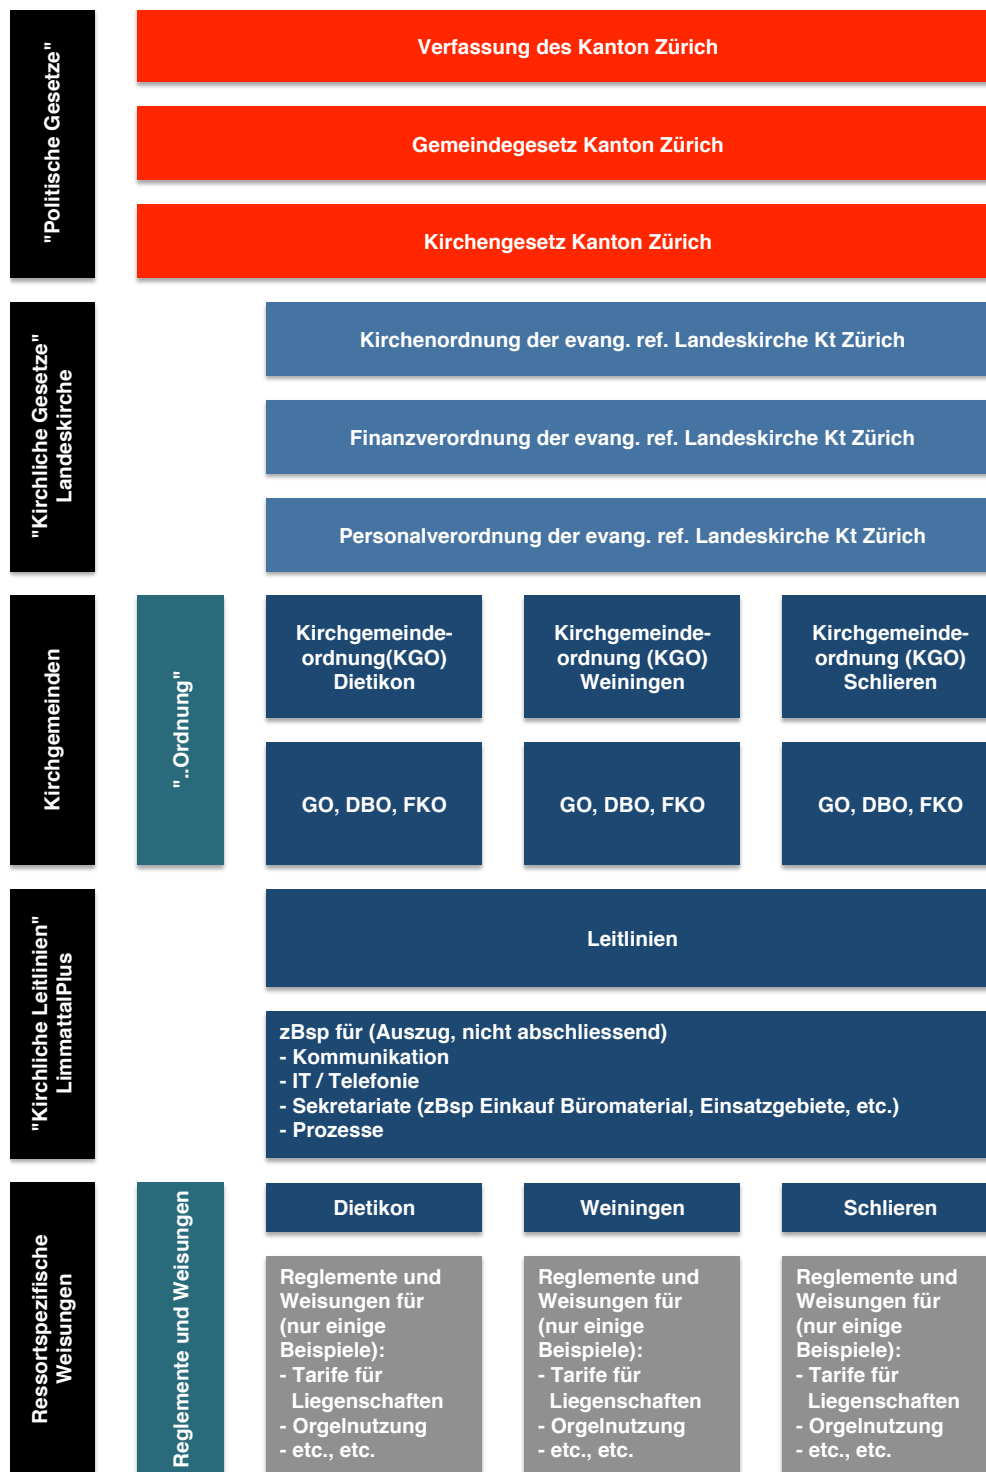 "Politische Gesetze"
Verfassung des Kanton Zürich
Gemeindegesetz Kanton Zürich
Kirchengesetz Kanton Zürich
"Kirchliche Gesetze"
Landeskirche
Kirchenordnung der evang. ref. Landeskirche Kt Zürich
Finanzverordnung der evang. ref. Landeskirche Kt Zürich
Personalverordnung der evang. ref. Landeskirche Kt Zürich
Kirchgemeinden
"..Ordnung"
Kirchgemeinde-
ordnung(KGO)
Dietikon
Kirchgemeinde-
ordnung (KGO)
Weiningen
Kirchgemeinde-
ordnung (KGO)
Schlieren
GO, DBO, FKO
GO, DBO, FKO
GO, DBO, FKO
"Kirchliche Leitlinien"
LimmattalPlus
Leitlinien
zBsp für (Auszug, nicht abschliessend)
- Kommunikation
- IT / Telefonie
- Sekretariate (zBsp Einkauf Büromaterial, Einsatzgebiete, etc.)
- Prozesse
Ressortspezifische
Weisungen
Reglemente und Weisungen
Dietikon
Weiningen
Schlieren
Reglemente und
Weisungen für
(nur einige
Beispiele):
- Tarife für
Liegenschaften
- Orgelnutzung
- etc., etc.
Reglemente und
Weisungen für
(nur einige
Beispiele):
- Tarife für
Liegenschaften
- Orgelnutzung
- etc., etc.
Reglemente und
Weisungen für
(nur einige
Beispiele):
- Tarife für
Liegenschaften
- Orgelnutzung
- etc., etc.